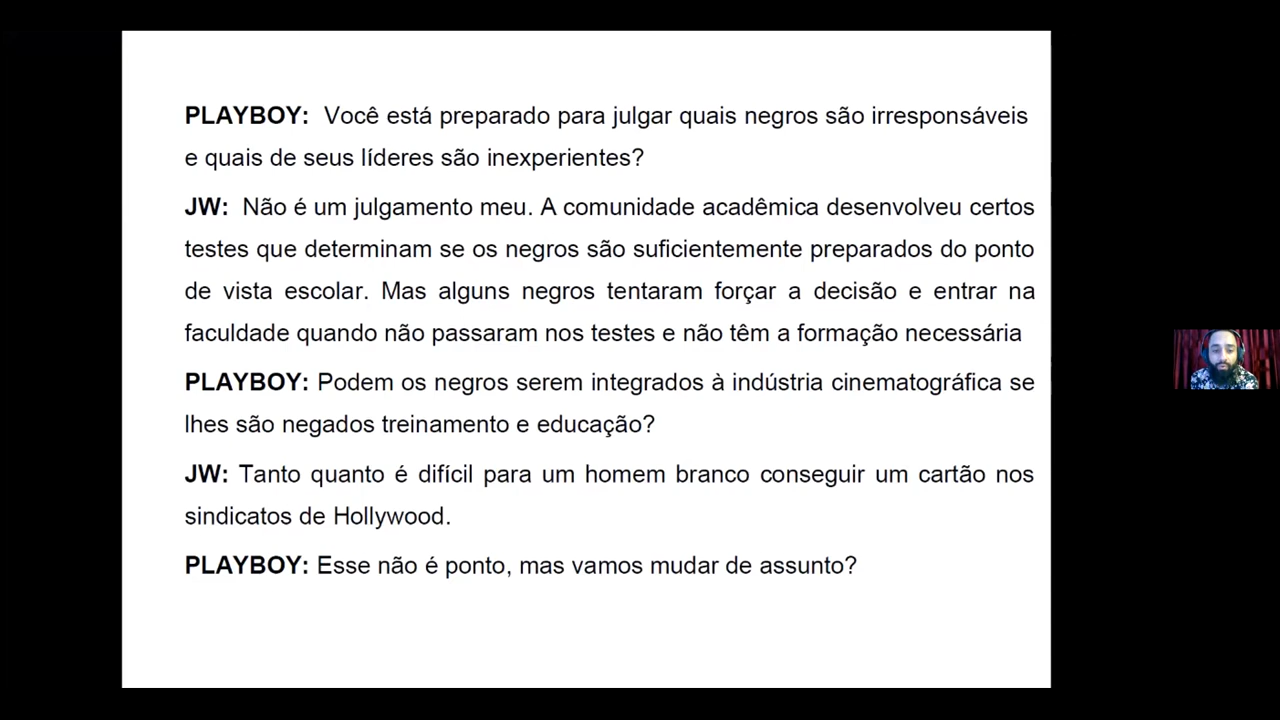 PLAYBOY: Você está preparado para julgar quais negros são irresponsáveis
e quais de seus líderes são inexperientes?
JW: Não é um julgamento meu. A comunidade acadêmica desenvolveu certos
testes que determinam se os negros são suficientemente preparados do ponto
de vista escolar. Mas alguns negros tentaram forçar a decisão e entrar na
faculdade quando não passaram nos testes e não têm a formação necessária
PLAYBOY: Podem os negros serem integrados à indústria cinematográfica se
lhes são negados treinamento e educação?
JW: Tanto quanto é difícil para um homem branco conseguir um cartão nos
sindicatos de Hollywood.
PLAYBOY: Esse não é ponto, mas vamos mudar de assunto?